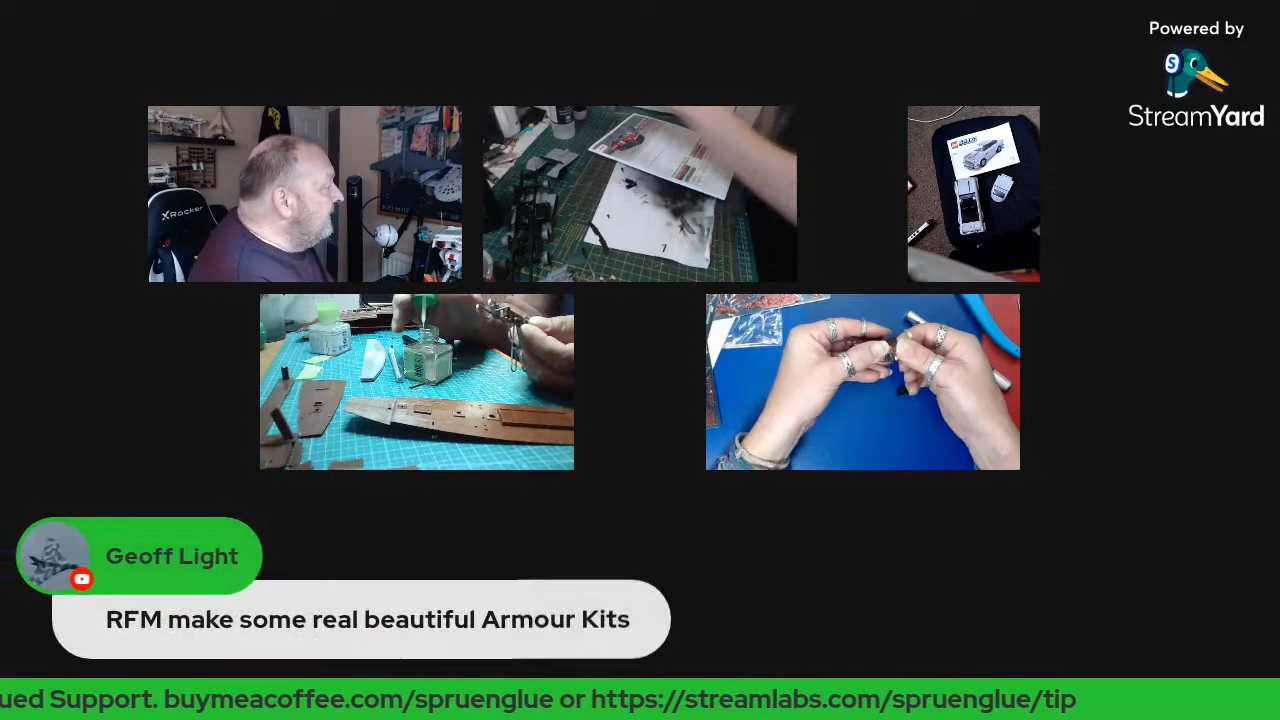 Powered by
StreamYard
XRocker
Geoff Light
RFM make some real beautiful Armour Kits
ued Support. buymeacoffee.com/spruenglue or https://streamlabs.com/spruenglue/tip